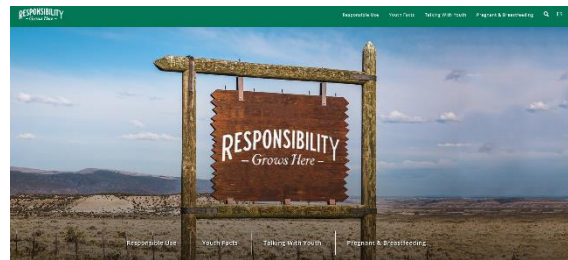 RESPONSIBILITY
– Grows Here –
Responsible Use
Youth Facts
Talking With Youth
Pregnant & Breastfeeding
RESPONSIBILITY
– Grows Here –
Responsible Use
Youth Facts
Talking With Youth
Pregnant & Breastfeeding